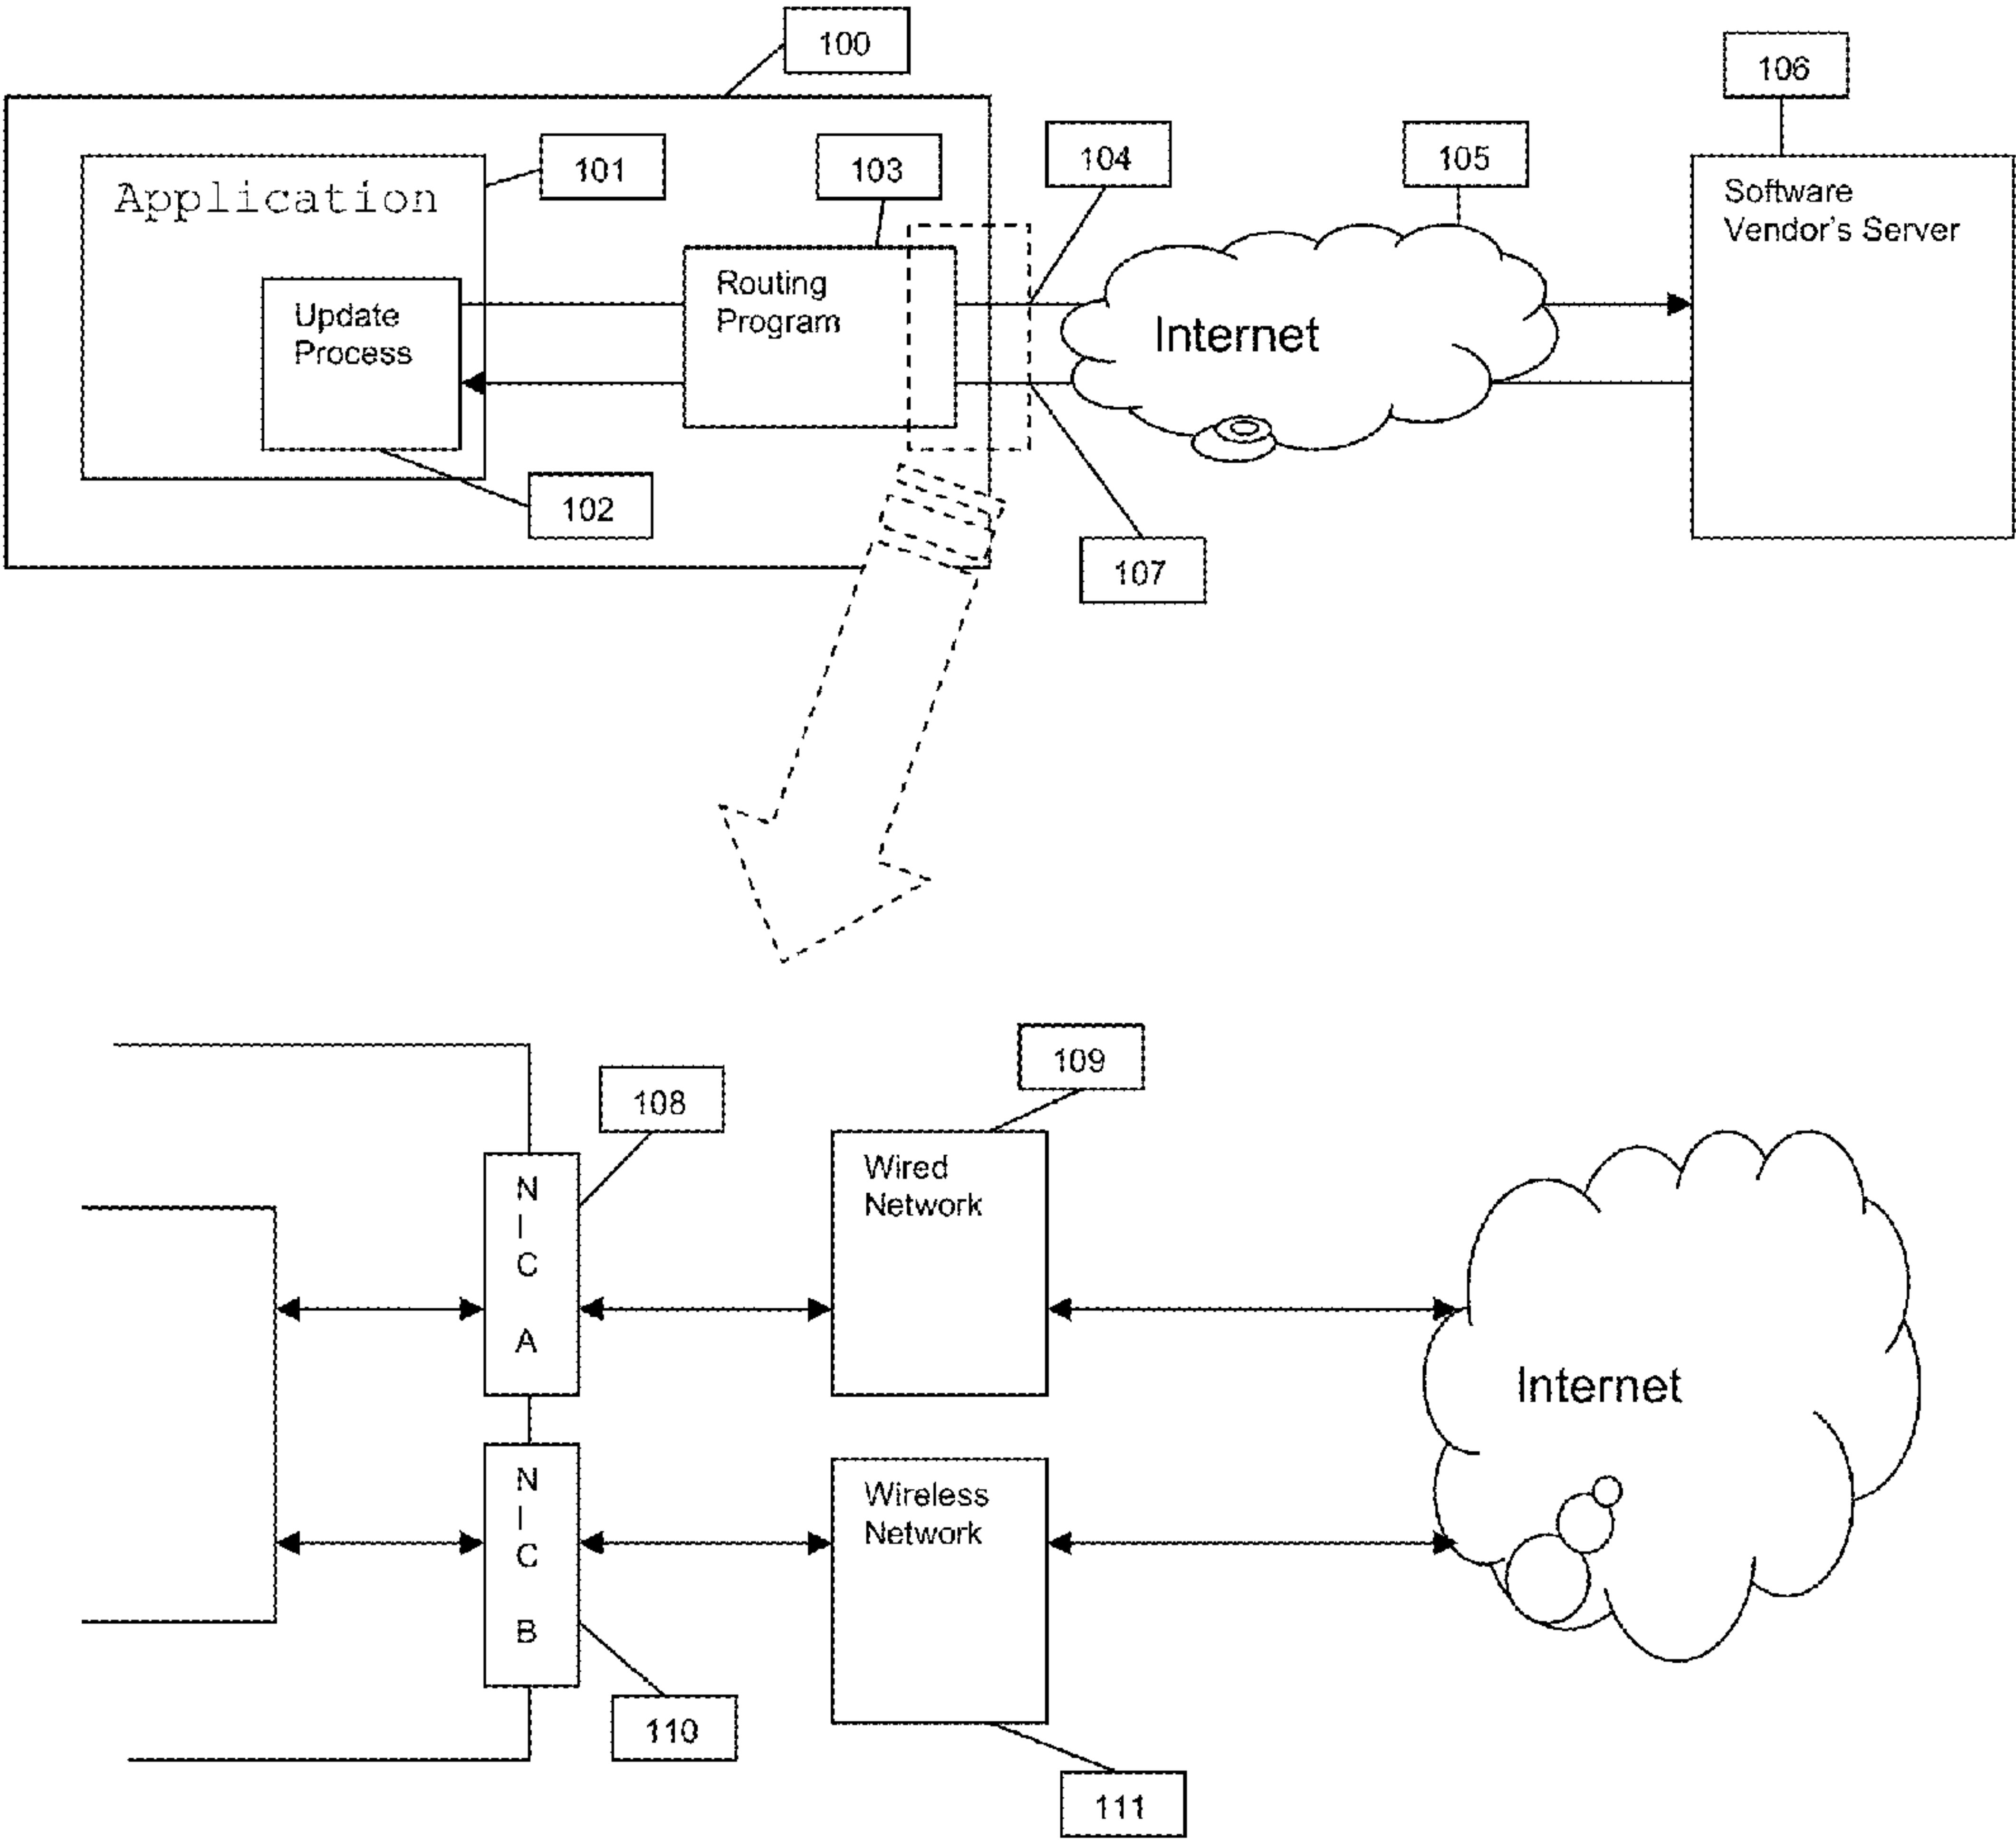 100
106
101
103
104
105
Application
Software
Vendor's Server
Routing
Program
Update
Process
Internet
102
107
109
108
N
I
C
A
Wired
Network
Internet
N
I
C
B
Wireless
Network
110
111